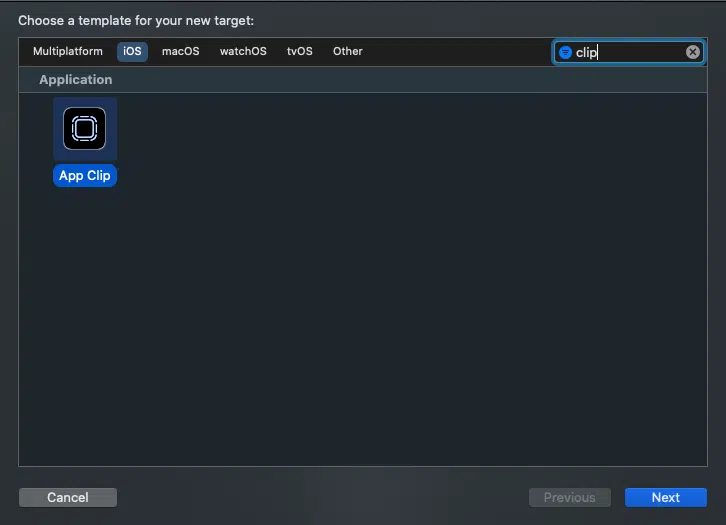 Choose a template for your new target:
Multiplatform iOS macOS watchOS tvOS Other clip
Application
App Clip
Cancel Previous Next